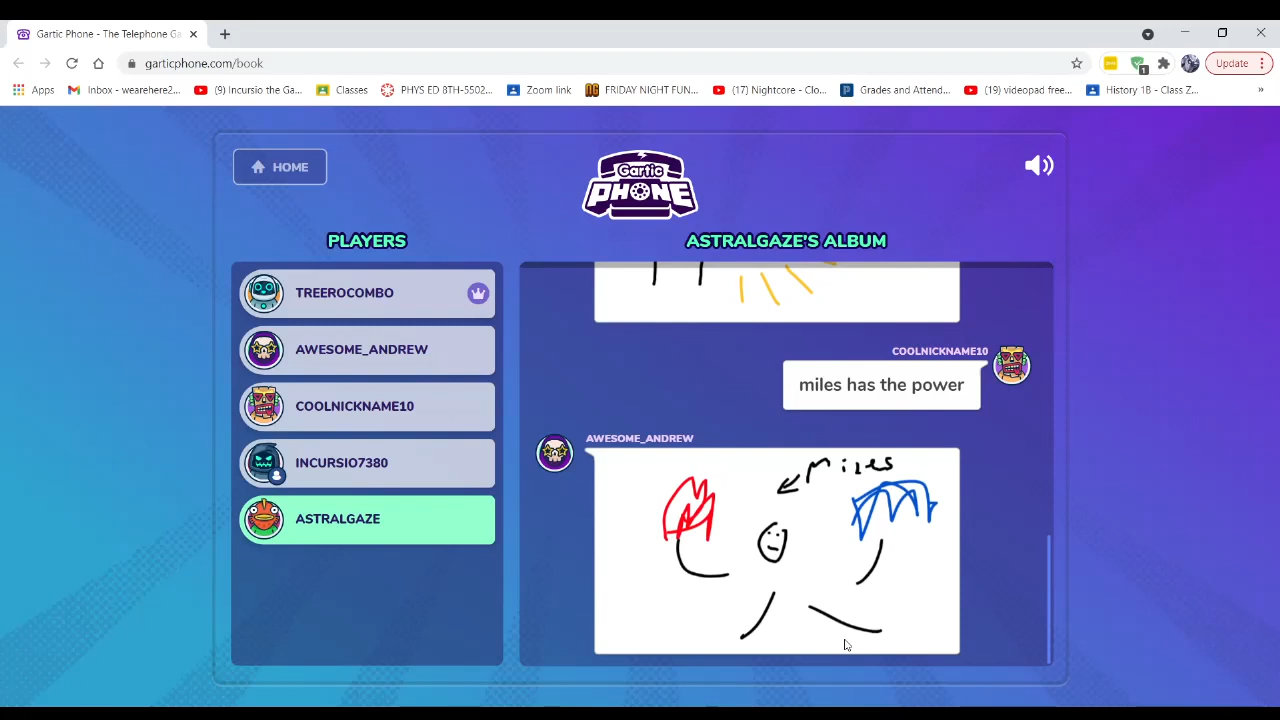 Gartic Phone - The Telephone Ga
garticphone.com/book
1
Update
Apps
Inbox - wearehere2...
(9) Incursio the Ga...
Classes
PHYS ED 8TH-5502...
Zoom link
FRIDAY NIGHT FUN...
(17) Nightcore - Clo...
Grades and Attend...
(19) videopad free...
History 1B - Class Z...
»
HOME
Gartic
PHONE
PLAYERS
ASTRALGAZE'S ALBUM
TREEROCOMBO
AWESOME_ANDREW
COOLNICKNAME10
INCURSIO7380
ASTRALGAZE
COOLNICKNAME10
miles has the power
AWESOME_ANDREW
Miles